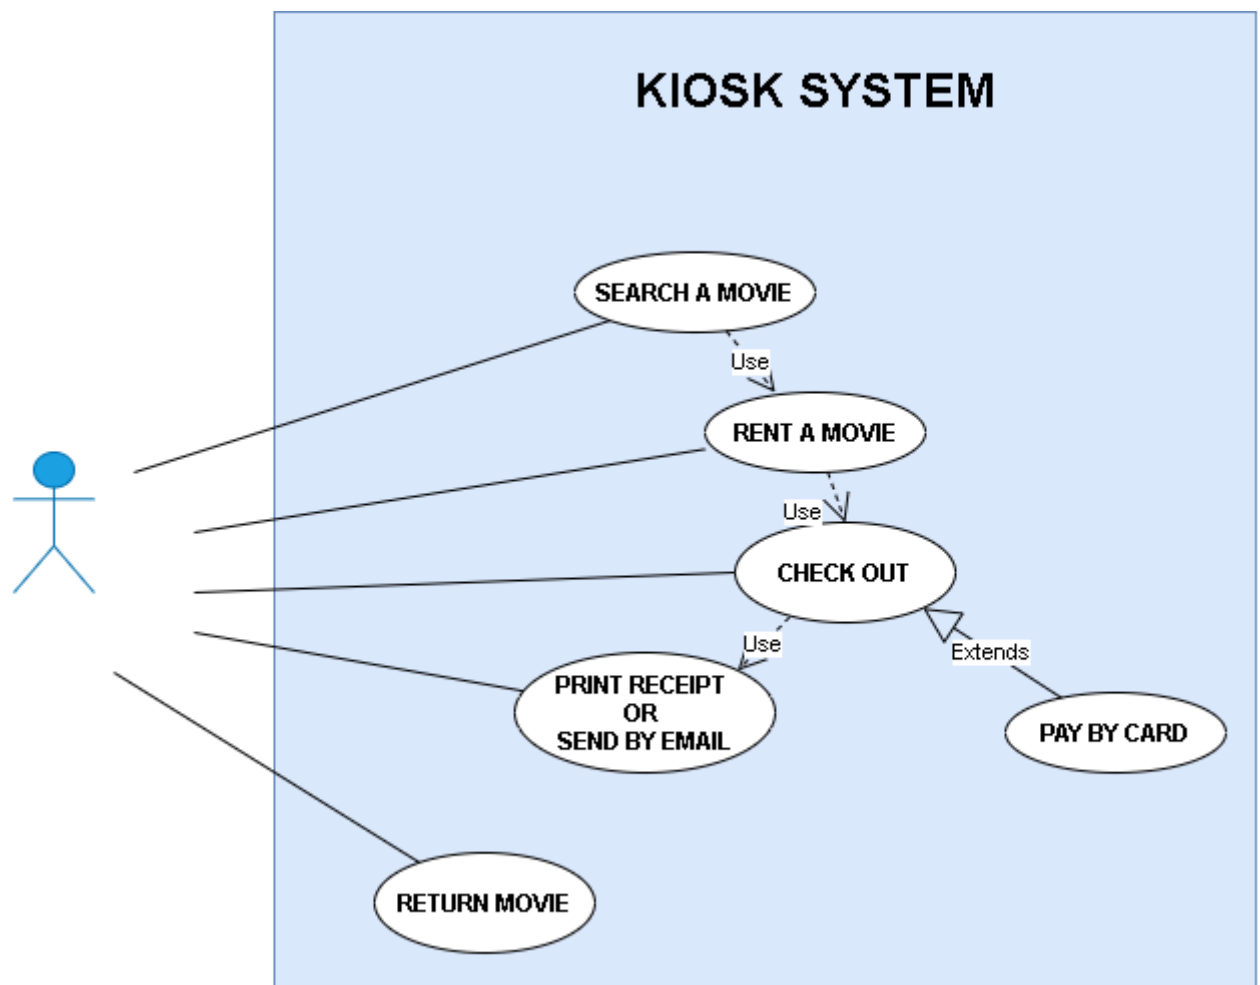 KIOSK SYSTEM
SEARCH A MOVIE
Use
RENT A MOVIE
Use
CHECK OUT
Use
Extends
PRINT RECEIPT
OR
SEND BY EMAIL
PAY BY CARD
RETURN MOVIE